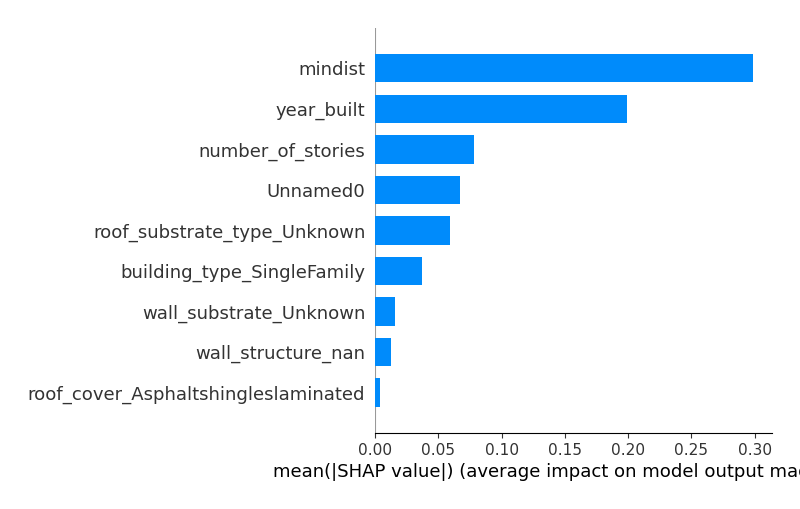 mindist
year_built
number_of_stories
Unnamed0
roof_substrate_type_Unknown
building_type_SingleFamily
wall_substrate_Unknown
wall_structure_nan
roof_cover_Asphaltshingleslaminated
0.00 0.05 0.10 0.15 0.20 0.25 0.30
mean(|SHAP value|) (average impact on model output